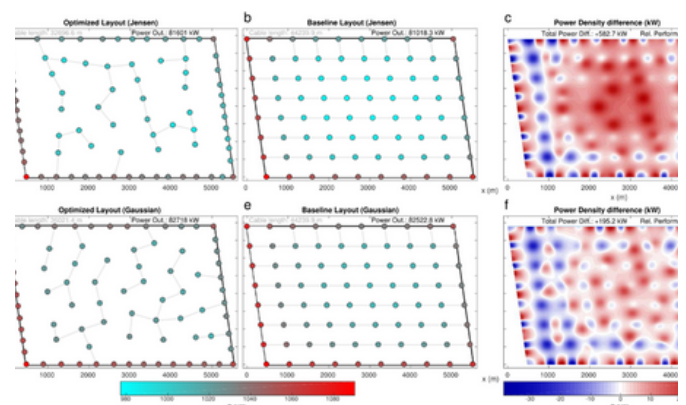 b
c
Optimized Layout (Jensen)
Baseline Layout (Jensen)
Power Density difference (kW)
Power Out.: 81601 kW
Power Out.: 81018.3 kW
Total Power Diff.: +582.7 kW
Rel. Performa
1000 2000 3000 4000 5000
0 1000 2000 3000 4000 5000
0 1000 2000 3000 4000
x (m)
e
f
Optimized Layout (Gaussian)
Baseline Layout (Gaussian)
Power Density difference (kW)
Power Out.: 82718 kW
Power Out.: 82522.8 kW
Total Power Diff.: +195.2 kW
Rel. Performa
1000 2000 3000 4000 5000
0 1000 2000 3000 4000 5000
0 1000 2000 3000 4000
x (m)
980 1000 1020 1040 1060 1080
-30 -20 -10 0 10